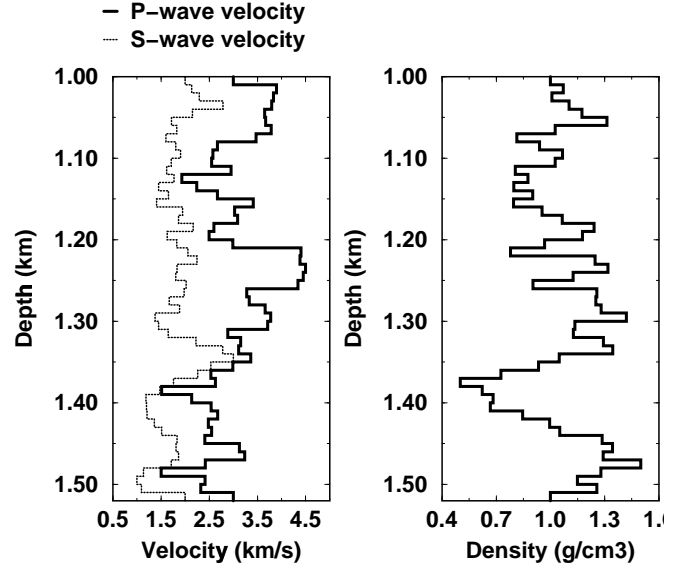 P−wave velocity
S−wave velocity
1.00
1.10
1.20
1.30
1.40
1.50
Depth (km)
0.5 1.5 2.5 3.5 4.5
Velocity (km/s)
1.00
1.10
1.20
1.30
1.40
1.50
Depth (km)
0.4 0.7 1.0 1.3
Density (g/cm3)